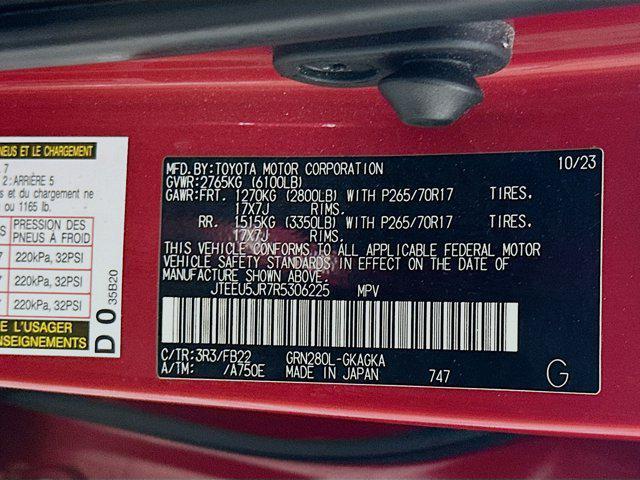 NEUS ET LE CHARGEMENT
7
2 : ARRIÈRE 5
s et du chargement ne
ou 1165 lb.
PRESSION DES
PNEUS À FROID
220kPa, 32PSI
220kPa, 32PSI
220kPa, 32PSI
L'USAGER
NSEIGNEMENTS
D 0 35B20
MFD.BY:TOYOTA MOTOR CORPORATION 10/23
GVWR:2765KG (6100LB)
GAWR:FRT. 1270KG (2800LB) WITH P265/70R17 TIRES.
17X7J RIMS.
RR. 1515KG (3350LB) WITH P265/70R17 TIRES.
17X7J RIMS.
THIS VEHICLE CONFORMS TO ALL APPLICABLE FEDERAL MOTOR
VEHICLE SAFETY STANDARDS IN EFFECT ON THE DATE OF
MANUFACTURE SHOWN ABOVE.
JTEEU5JR7R5306225 MPV
C/TR:3R3/FB22 GRN280L-GKAGKA
A/TM: /A750E MADE IN JAPAN 747
G